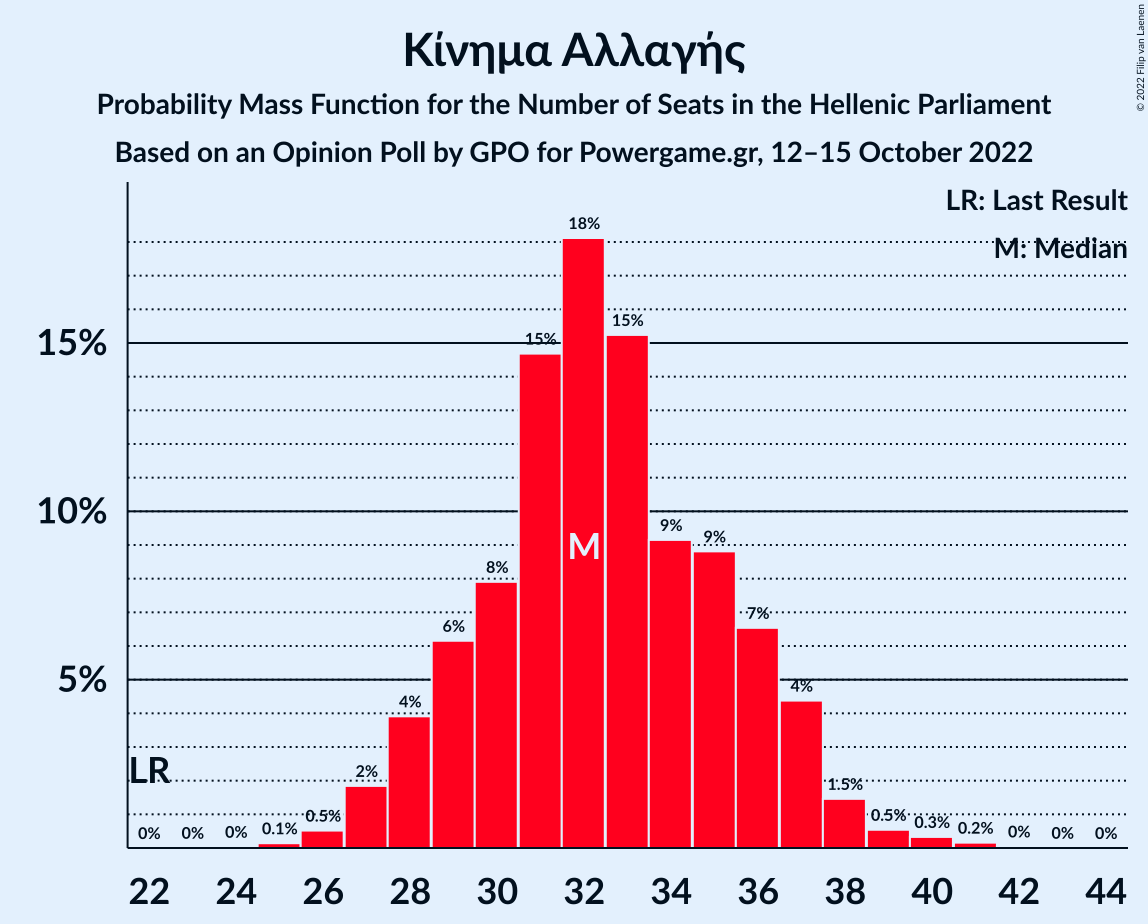 Κίνημα Αλλαγής
Probability Mass Function for the Number of Seats in the Hellenic Parliament
Based on an Opinion Poll by GPO for Powergame.gr, 12–15 October 2022
© 2022 Filip van Laenen
LR: Last Result
M: Median
15%
10%
5%
LR
M
0%
0%
0%
0.1%
0.5%
2%
4%
6%
8%
15%
18%
15%
9%
9%
7%
4%
1.5%
0.5%
0.3%
0.2%
0%
0%
0%
22 24 26 28 30 32 34 36 38 40 42 44